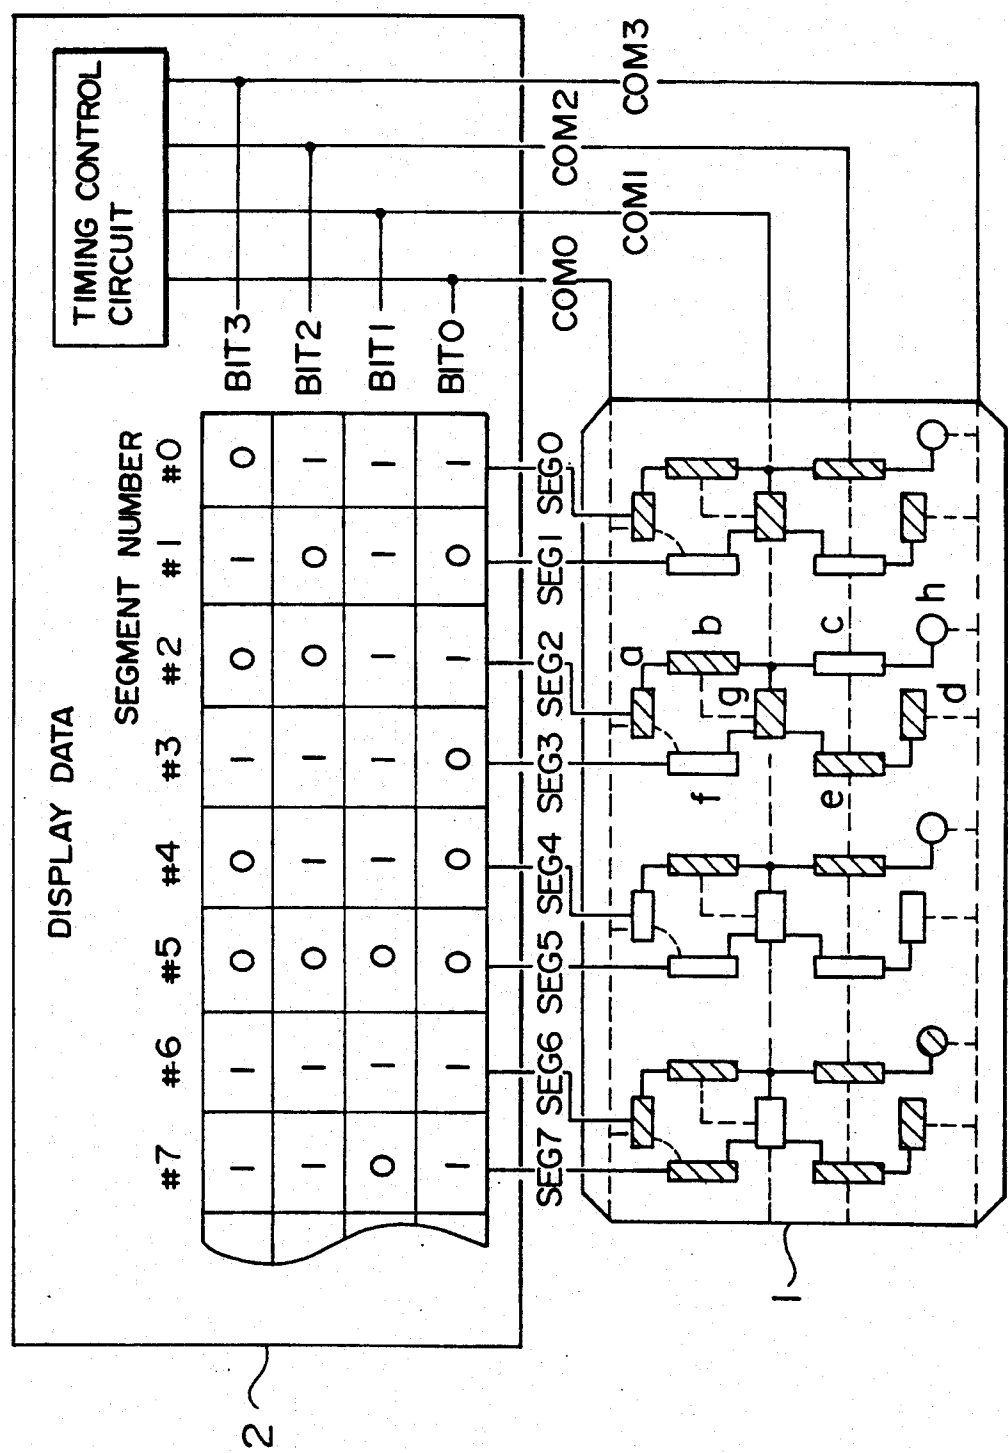 DISPLAY DATA
TIMING CONTROL
CIRCUIT
SEGMENT NUMBER
#7 #6 #5 #4 #3 #2 #1 #0
1 1 0 0 1 0 1 0 BIT3
1 1 0 1 1 0 0 1 BIT2
0 1 0 1 1 1 1 1 BIT1
1 1 0 0 0 1 0 1 BIT0
2
SEG7 SEG6 SEG5 SEG4 SEG3 SEG2 SEG1 SEG0 COM0 COM1 COM2 COM3
a
f b
g
e c
d h
1